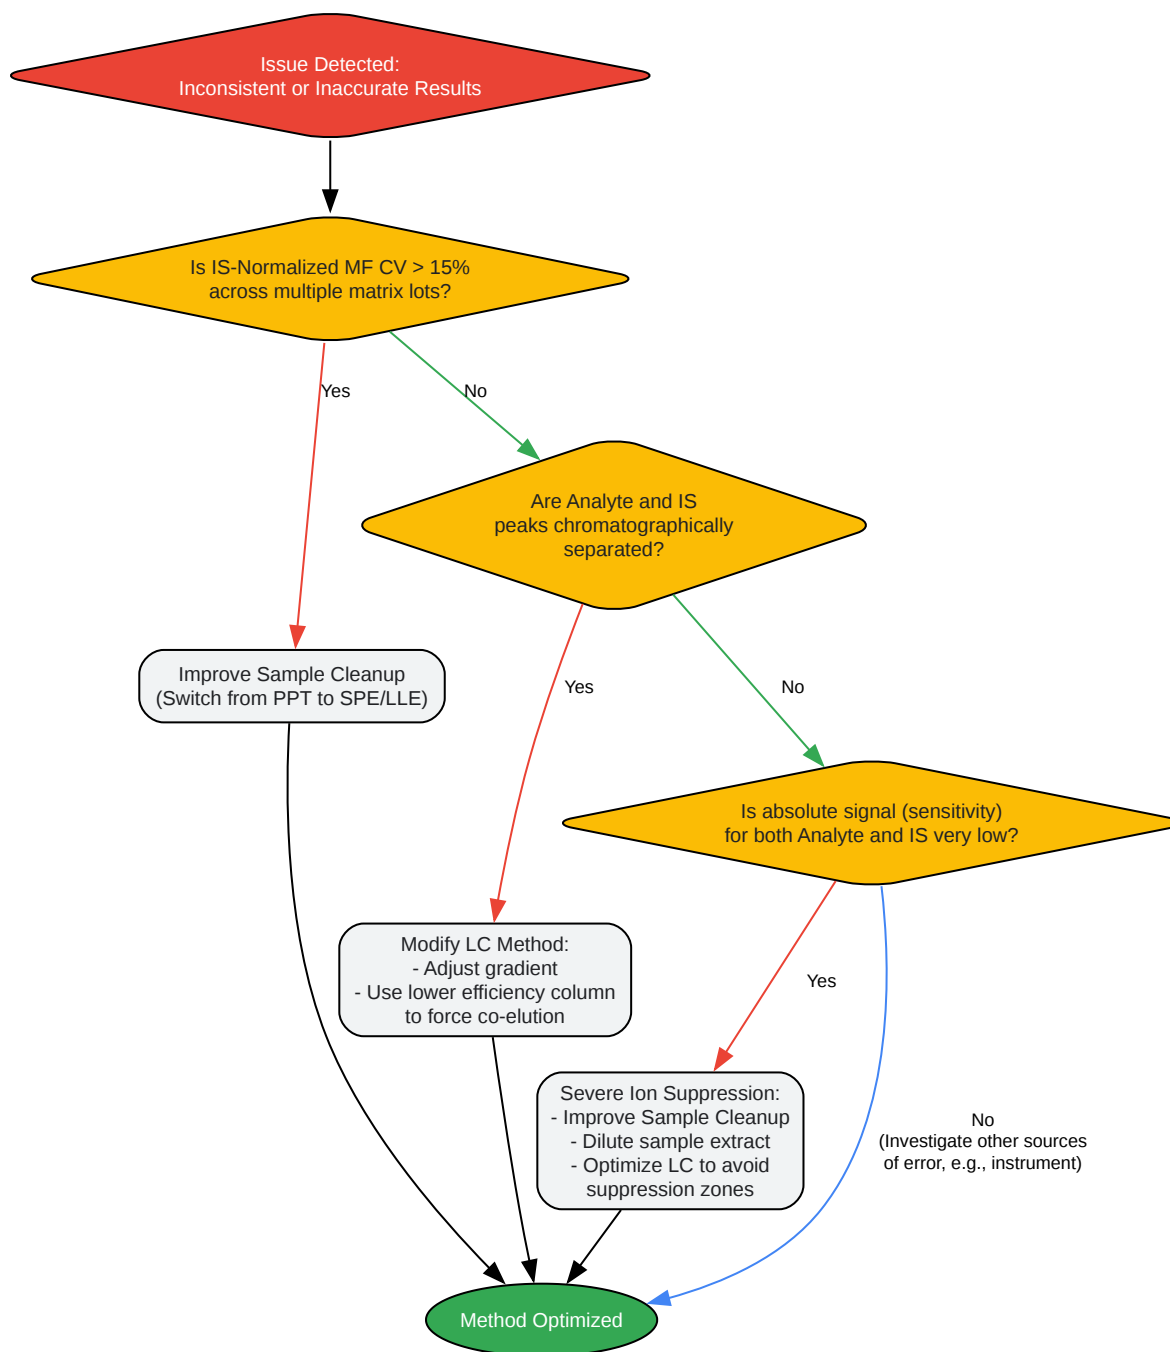 Issue Detected:
Inconsistent or Inaccurate Results
Is IS-Normalized MF CV > 15%
across multiple matrix lots?
Yes
No
Are Analyte and IS
peaks chromatographically
separated?
Improve Sample Cleanup
(Switch from PPT to SPE/LLE)
Yes
No
Is absolute signal (sensitivity)
for both Analyte and IS very low?
Modify LC Method:
- Adjust gradient
- Use lower efficiency column
to force co-elution
Yes
Severe Ion Suppression:
- Improve Sample Cleanup
- Dilute sample extract
- Optimize LC to avoid
suppression zones
No
(Investigate other sources
of error, e.g., instrument)
Method Optimized